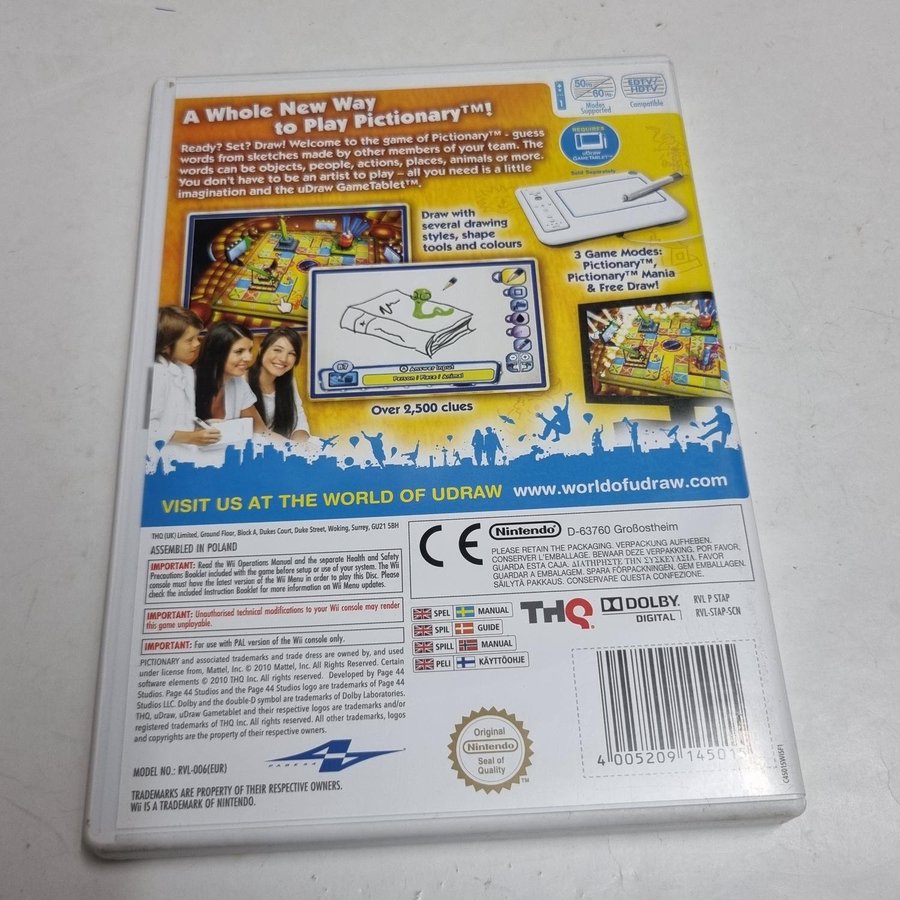 A Whole New Way
to Play Pictionary™!
Ready? Set? Draw! Welcome to the game of Pictionary™ - guess
words from sketches made by other members of your team. The
words can be objects, people, actions, places, animals or more.
You don't have to be an artist to play – all you need is a little
imagination and the uDraw GameTablet™.
50Hz
60Hz
Modes
Supported
EDTV/
HDTV
Compatible
REQUIRES
uDraw
GAMETABLET™
Sold Separately
Draw with
several drawing
styles, shape
tools and colours
3 Game Modes:
Pictionary™,
Pictionary™ Mania
& Free Draw!
87
Answer Input
Person / Place / Animal
Over 2,500 clues
VISIT US AT THE WORLD OF UDRAW www.worldofudraw.com
THQ (UK) Limited, Ground Floor, Block A, Dukes Court, Duke Street, Woking, Surrey, GU21 5BH
ASSEMBLED IN POLAND
IMPORTANT: Read the Wii Operations Manual and the separate Health and Safety
Precautions Booklet included with the game before setup or use of your system. The Wii
console must have the latest version of the Wii Menu in order to play this Disc. Please
check the included Instruction Booklet for more information on Wii Menu updates.
IMPORTANT: Unauthorised technical modifications to your Wii console may render
this game unplayable.
IMPORTANT: For use with PAL version of the Wii console only.
PICTIONARY and associated trademarks and trade dress are owned by, and used
under license from, Mattel, Inc. © 2010 Mattel, Inc. All Rights Reserved. Certain
software elements © 2010 THQ Inc. All rights reserved. Developed by Page 44
Studios. Page 44 Studios and the Page 44 Studios logo are trademarks of Page 44
Studios LLC. Dolby and the double-D symbol are trademarks of Dolby Laboratories.
THQ, uDraw, uDraw Gametablet and their respective logos are trademarks and/or
registered trademarks of THQ Inc. All rights reserved. All other trademarks, logos
and copyrights are the property of their respective owners.
PAGE 44
MODEL NO.: RVL-006(EUR)
TRADEMARKS ARE PROPERTY OF THEIR RESPECTIVE OWNERS.
Wii IS A TRADEMARK OF NINTENDO.
CE
Nintendo® D-63760 Großostheim
PLEASE RETAIN THE PACKAGING. VERPACKUNG AUFHEBEN.
CONSERVER L'EMBALLAGE. BEWAAR DEZE VERPAKKING. POR FAVOR,
GUARDA ESTA CAJA. ΔΙΑΤΗΡΗΣΤΕ ΤΗΝ ΣΥΣΚΕΥΑΣΙΑ. FAVOR
GUARDAR A EMBALAGEM. SPARA FÖRPACKNINGEN. GEM EMBALLAGEN.
SÄILYTÄ PAKKAUS. CONSERVARE QUESTA CONFEZIONE.
SPEL MANUAL
SPIL GUIDE
SPILL MANUAL
PELI KÄYTTÖOHJE
THQ®
DOLBY®
DIGITAL
RVL P STAP
RVL-STAP-SCN
Original
Nintendo®
Seal of
Quality
™
4 005209 14501
C45015WISF1